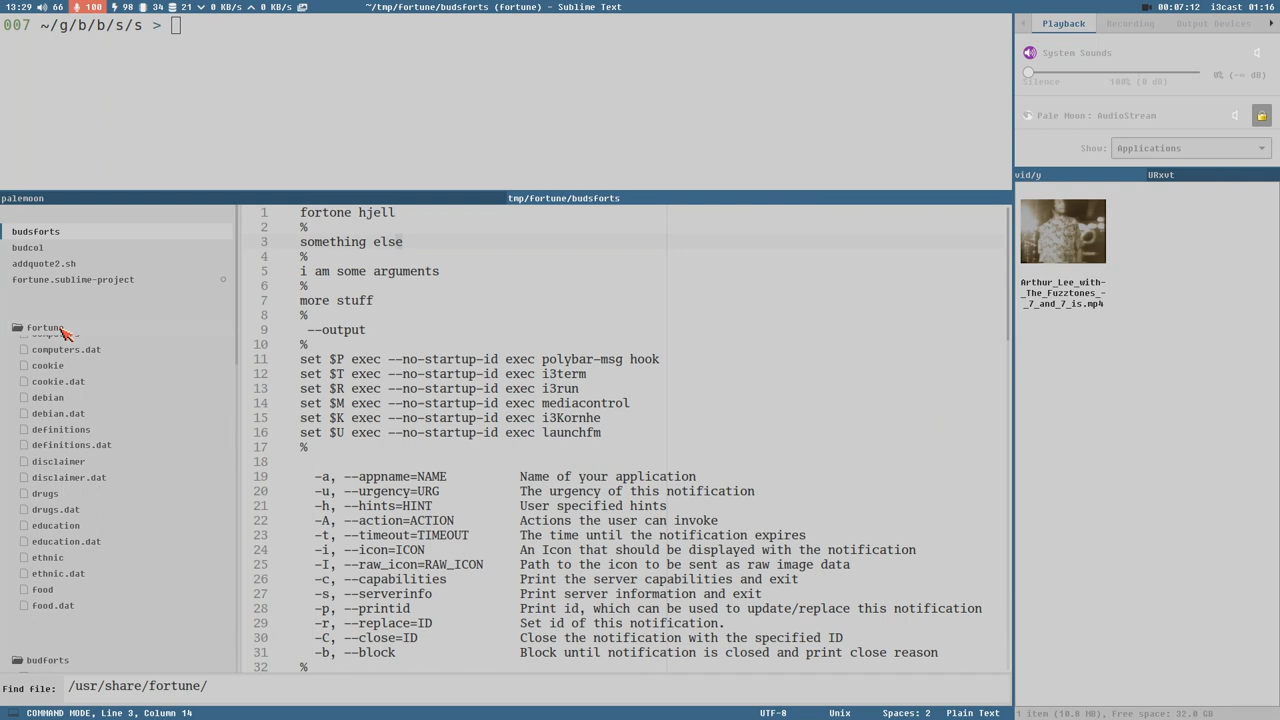 13:29 66 100 98 34 21 0 KB/s 0 KB/s ~/tmp/fortune/budsforts (fortune) - Sublime Text 00:07:12 i3cast 01:16
007 ~/g/b/b/s/s >
Playback Recording Output Devices
System Sounds
0% (-∞ dB)
Silence 100% (0 dB)
Pale Moon: AudioStream
Show: Applications
vid/y URxvt
Arthur_Lee_with-
_The_Fuzztones_-
_7_and_7_is.mp4
1 item (10.8 MB), Free space: 32.0 GB
palemoon tmp/fortune/budsforts
budsforts
budcol
addquote2.sh
fortune.sublime-project
fortune
computers.dat
cookie
cookie.dat
debian
debian.dat
definitions
definitions.dat
disclaimer
disclaimer.dat
drugs
drugs.dat
education
education.dat
ethnic
ethnic.dat
food
food.dat
budforts
1 fortone hjell
2 %
3 something else
4 %
5 i am some arguments
6 %
7 more stuff
8 %
9 --output
10 %
11 set $P exec --no-startup-id exec polybar-msg hook
12 set $T exec --no-startup-id exec i3term
13 set $R exec --no-startup-id exec i3run
14 set $M exec --no-startup-id exec mediacontrol
15 set $K exec --no-startup-id exec i3Kornhe
16 set $U exec --no-startup-id exec launchfm
17 %
18
19 -a, --appname=NAME Name of your application
20 -u, --urgency=URG The urgency of this notification
21 -h, --hints=HINT User specified hints
22 -A, --action=ACTION Actions the user can invoke
23 -t, --timeout=TIMEOUT The time until the notification expires
24 -i, --icon=ICON An Icon that should be displayed with the notification
25 -I, --raw_icon=RAW_ICON Path to the icon to be sent as raw image data
26 -c, --capabilities Print the server capabilities and exit
27 -s, --serverinfo Print server information and exit
28 -p, --printid Print id, which can be used to update/replace this notification
29 -r, --replace=ID Set id of this notification.
30 -C, --close=ID Close the notification with the specified ID
31 -b, --block Block until notification is closed and print close reason
32 %
Find file: /usr/share/fortune/
COMMAND MODE, Line 3, Column 14 UTF-8 Unix Spaces: 2 Plain Text